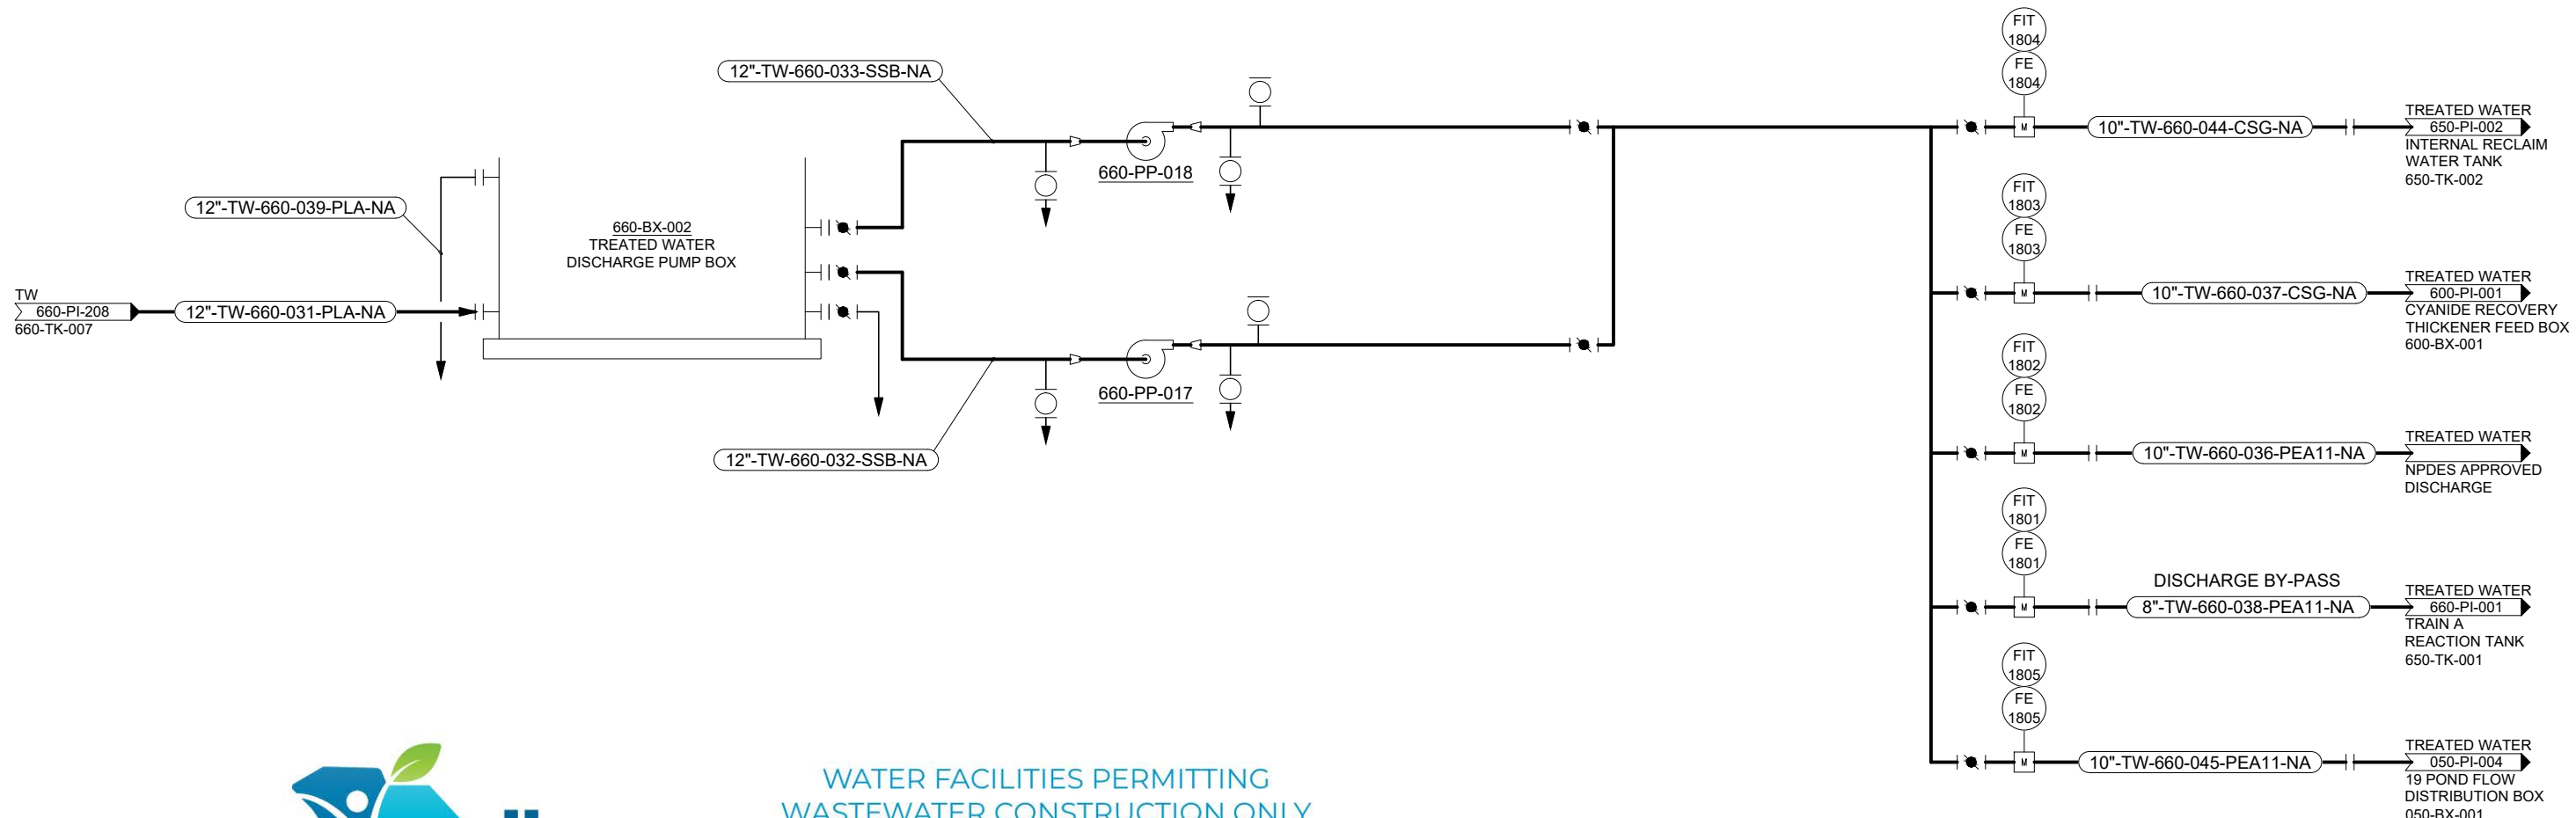 12"-TW-660-033-SSB-NA
12"-TW-660-039-PLA-NA
660-BX-002
TREATED WATER
DISCHARGE PUMP BOX
TW
660-PI-208
660-TK-007
12"-TW-660-031-PLA-NA
660-PP-018
660-PP-017
12"-TW-660-032-SSB-NA
FIT
1804
FE
1804
M
10"-TW-660-044-CSG-NA
TREATED WATER
650-PI-002
INTERNAL RECLAIM
WATER TANK
650-TK-002
FIT
1803
FE
1803
M
10"-TW-660-037-CSG-NA
TREATED WATER
600-PI-001
CYANIDE RECOVERY
THICKENER FEED BOX
600-BX-001
FIT
1802
FE
1802
M
10"-TW-660-036-PEA11-NA
TREATED WATER
NPDES APPROVED
DISCHARGE
FIT
1801
FE
1801
M
DISCHARGE BY-PASS
8"-TW-660-038-PEA11-NA
TREATED WATER
660-PI-001
TRAIN A
REACTION TANK
650-TK-001
FIT
1805
FE
1805
M
10"-TW-660-045-PEA11-NA
TREATED WATER
050-PI-004
19 POND FLOW
DISTRIBUTION BOX
050-BX-001
WATER FACILITIES PERMITTING
WASTEWATER CONSTRUCTION ONLY